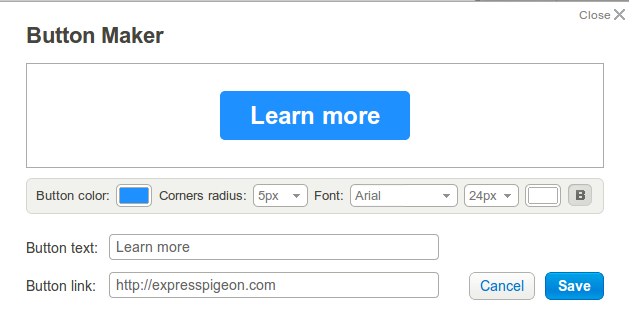 Close
Button Maker
Learn more
Button color: Corners radius: 5px Font: Arial 24px B
Button text: Learn more
Button link: http://expresspigeon.com Cancel Save